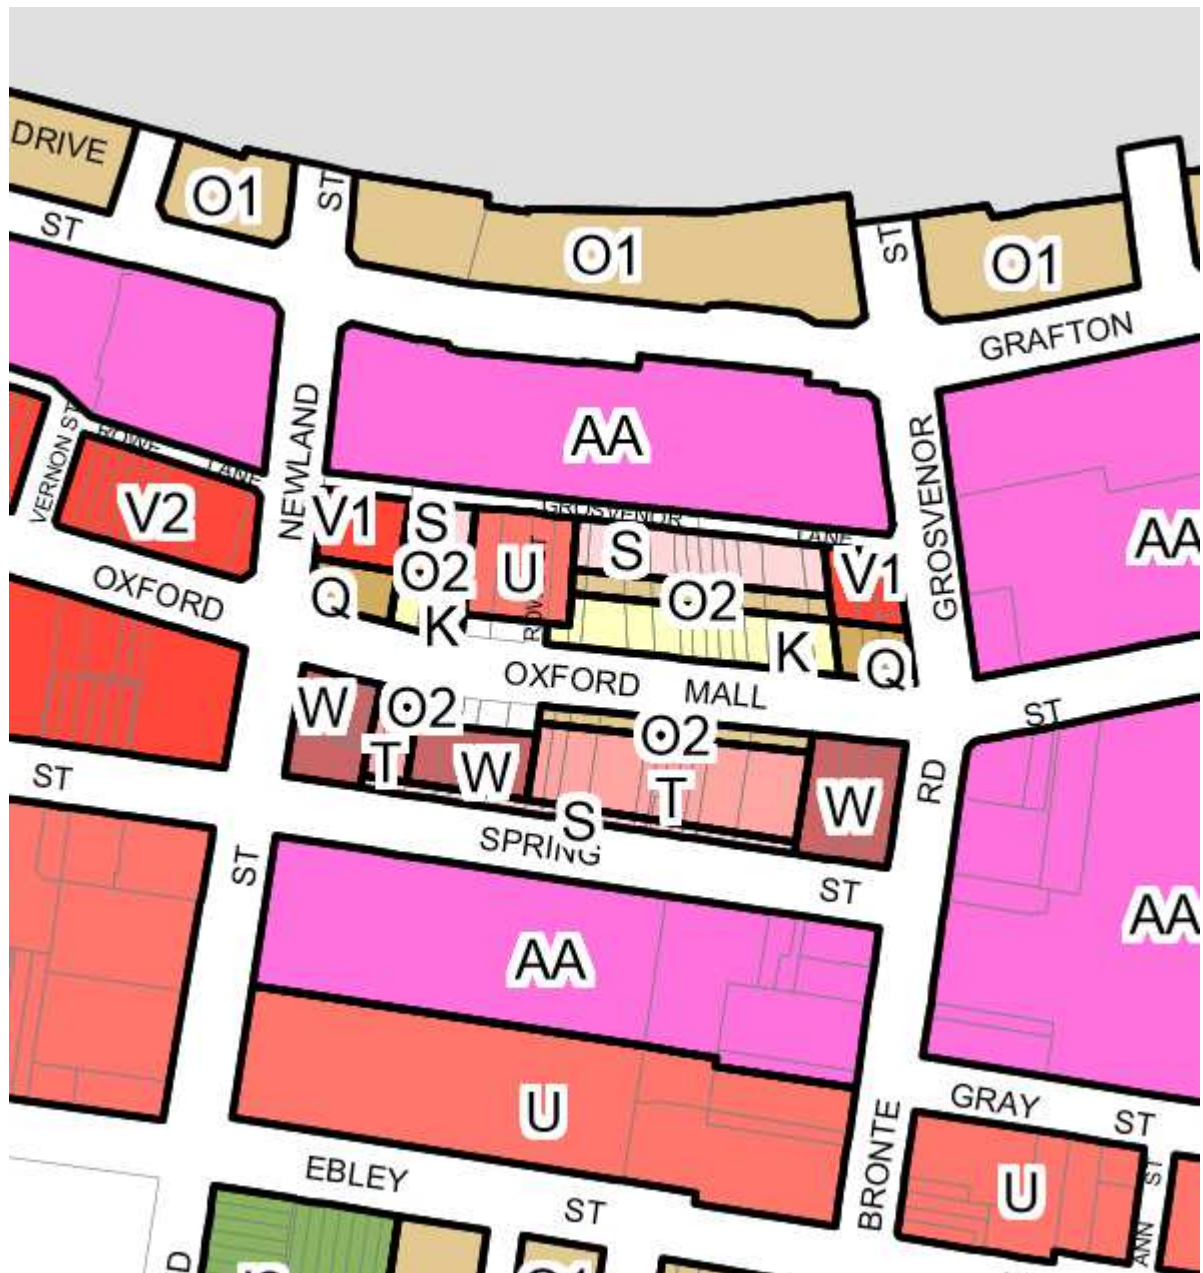 DRIVE
ST
O1
ST
O1
ST
O1
GRAFTON
AA
NEWLAND
GROSVENOR
VERNON ST
ROWE
LANE
V2
V1
S
GROSVENOR
LANE
S
V1
AA
O2
U
OXFORD
Q
K
O2
K
Q
OXFORD MALL
ST
W
O2
O2
T
W
T
W
RD
ST
S
SPRING
ST
ST
AA
AA
U
GRAY
ST
EBLEY
ST
BRONTE
U
ST
ANN
O1